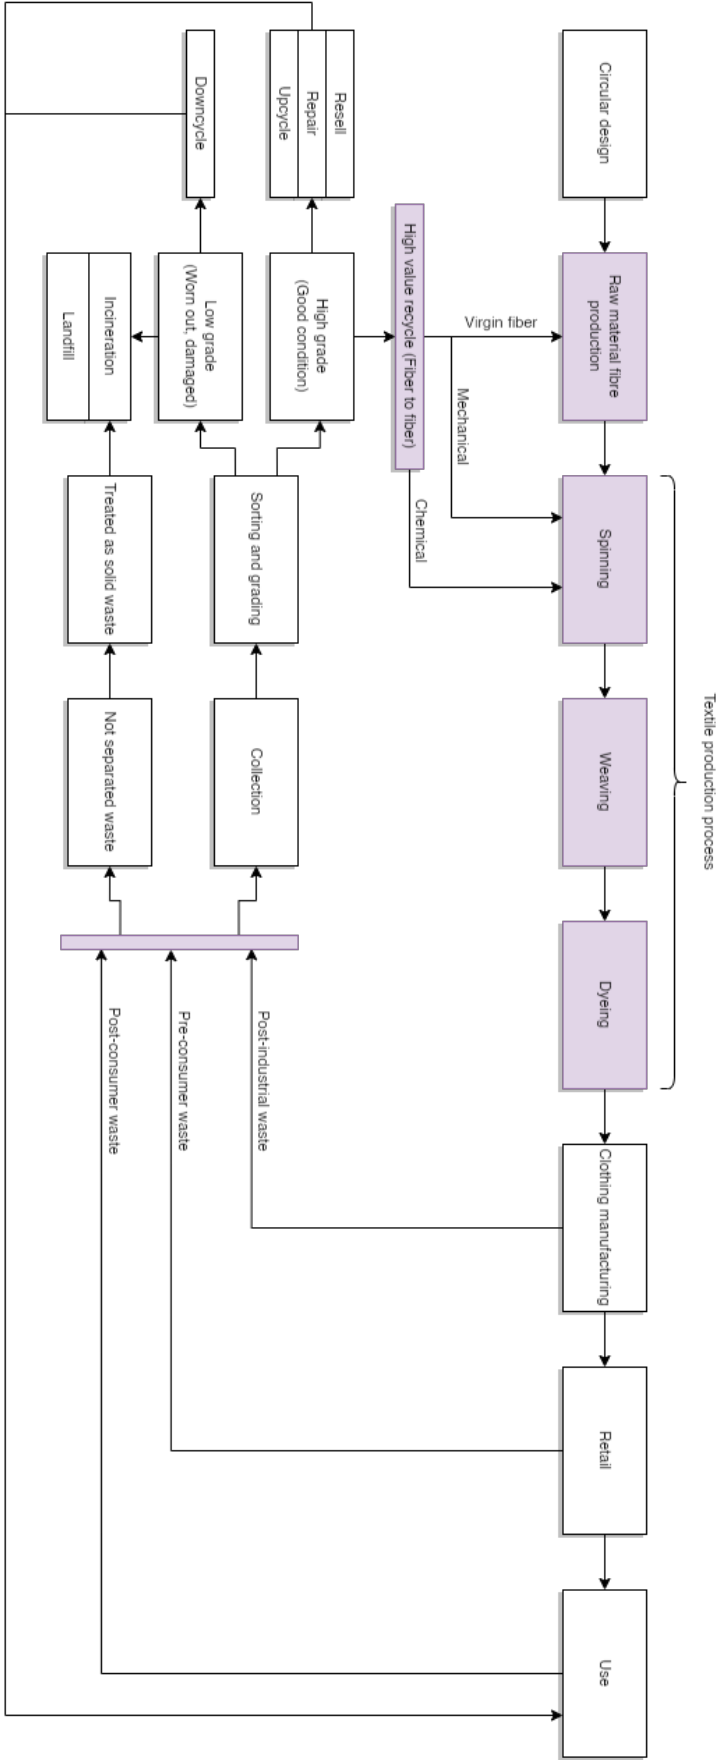 Textile production process
Circular design
Raw material fibre
production
Spinning
Weaving
Dyeing
Clothing manufacturing
Retail
Use
Virgin fiber
Mechanical
Chemical
High value recycle (Fiber to fiber)
Resell
Repair
Upcycle
High grade
(Good condition)
Sorting and grading
Collection
Post-industrial waste
Downcycle
Low grade
(Worn out, damaged)
Pre-consumer waste
Incineration
Landfill
Treated as solid waste
Not separated waste
Post-consumer waste